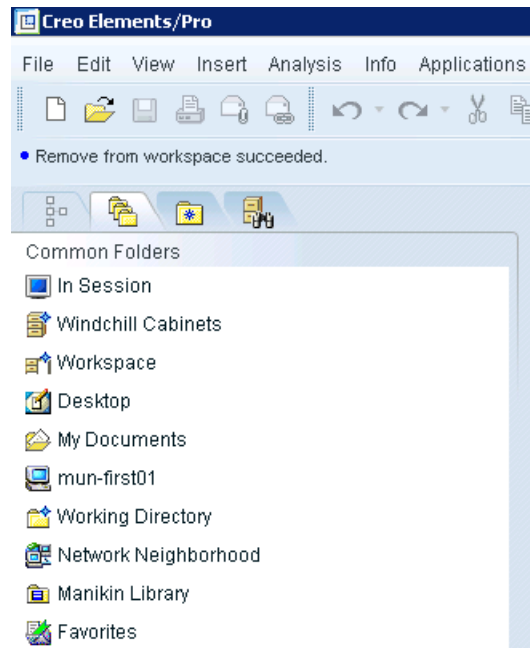 Creo Elements/Pro
File Edit View Insert Analysis Info Applications
Remove from workspace succeeded.
Common Folders
In Session
Windchill Cabinets
Workspace
Desktop
My Documents
mun-first01
Working Directory
Network Neighborhood
Manikin Library
Favorites